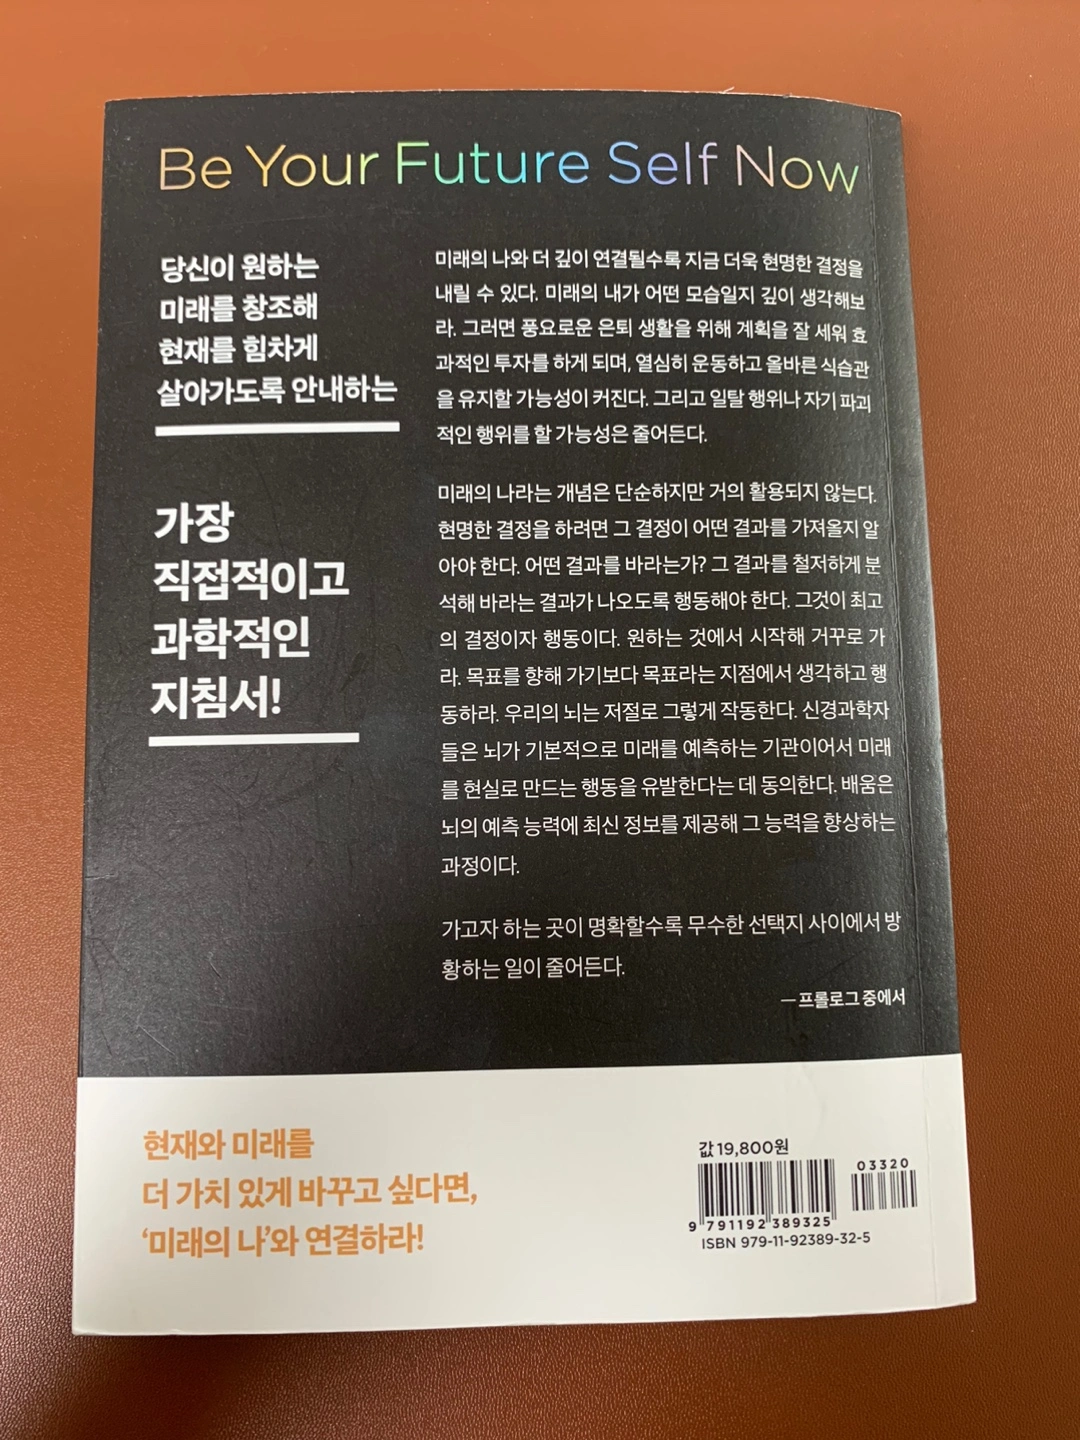 Be Your Future Self Now
당신이 원하는
미래를 창조해
현재를 힘차게
살아가도록 안내하는
가장
직접적이고
과학적인
지침서!
미래의 나와 더 깊이 연결될수록 지금 더욱 현명한 결정을
내릴 수 있다. 미래의 내가 어떤 모습일지 깊이 생각해보
라. 그러면 풍요로운 은퇴 생활을 위해 계획을 잘 세워 효
과적인 투자를 하게 되며, 열심히 운동하고 올바른 식습관
을 유지할 가능성이 커진다. 그리고 일탈 행위나 자기 파괴
적인 행위를 할 가능성은 줄어든다.
미래의 나라는 개념은 단순하지만 거의 활용되지 않는다.
현명한 결정을 하려면 그 결정이 어떤 결과를 가져올지 알
아야 한다. 어떤 결과를 바라는가? 그 결과를 철저하게 분
석해 바라는 결과가 나오도록 행동해야 한다. 그것이 최고
의 결정이자 행동이다. 원하는 것에서 시작해 거꾸로 가
라. 목표를 향해 가기보다 목표라는 지점에서 생각하고 행
동하라. 우리의 뇌는 저절로 그렇게 작동한다. 신경과학자
들은 뇌가 기본적으로 미래를 예측하는 기관이어서 미래
를 현실로 만드는 행동을 유발한다는 데 동의한다. 배움은
뇌의 예측 능력에 최신 정보를 제공해 그 능력을 향상하는
과정이다.
가고자 하는 곳이 명확할수록 무수한 선택지 사이에서 방
황하는 일이 줄어든다.
— 프롤로그 중에서
현재와 미래를
더 가치 있게 바꾸고 싶다면,
‘미래의 나’와 연결하라!
값 19,800원
03320
9 791192 389325
ISBN 979-11-92389-32-5